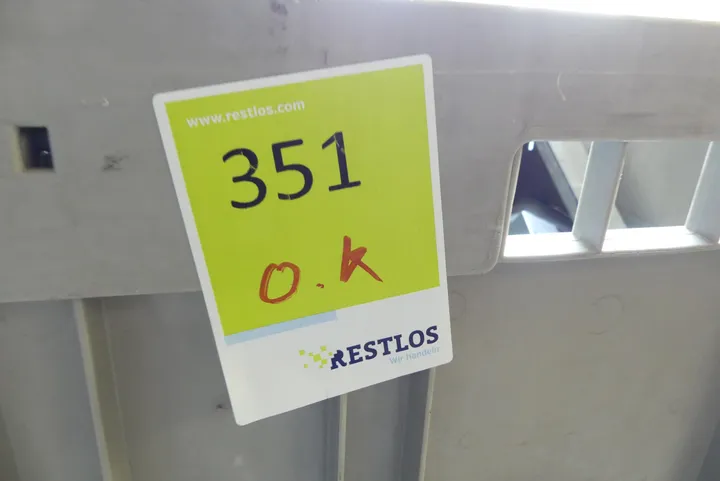 www.restlos.com
351
O.K
RESTLOS
Wir handeln